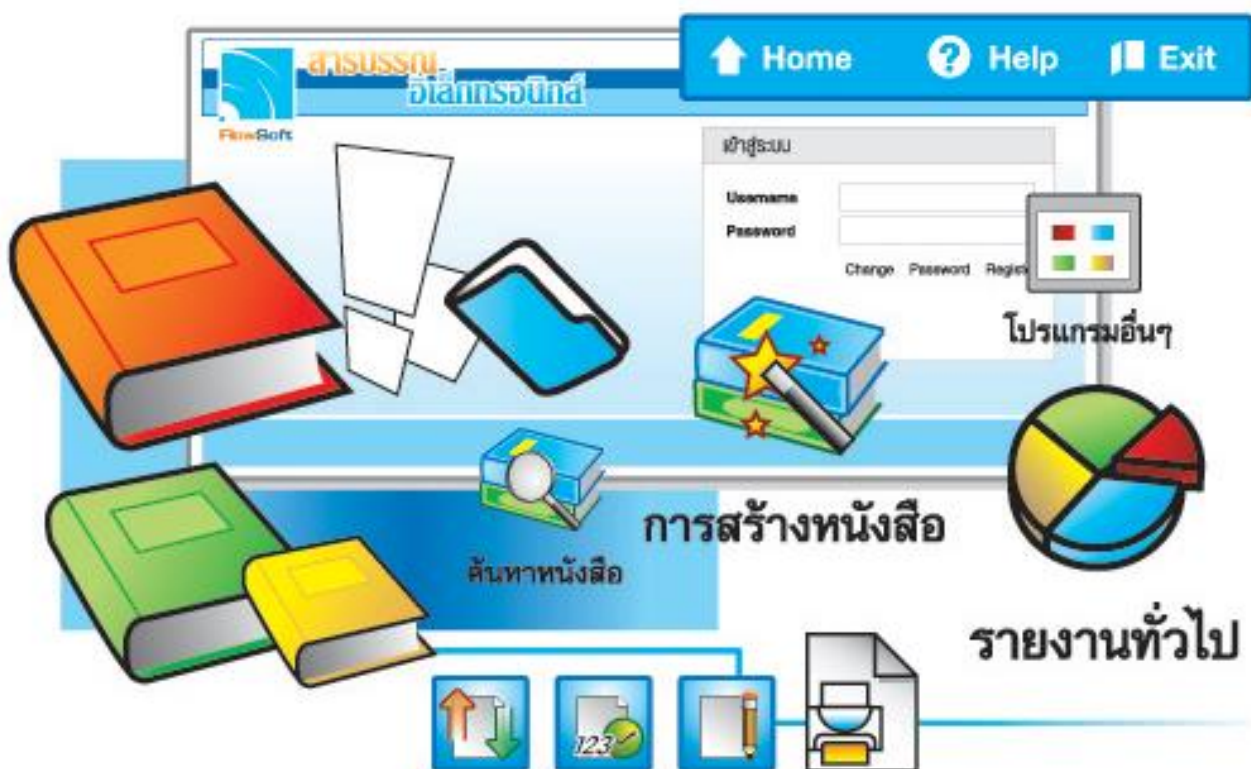 Home
Help
Exit
สารบรรณ
อิเล็กทรอนิกส์
FlowSoft
เข้าสู่ระบบ
Username
Password
Change Password Regist
โปรแกรมอื่นๆ
การสร้างหนังสือ
ค้นหาหนังสือ
รายงานทั่วไป
123